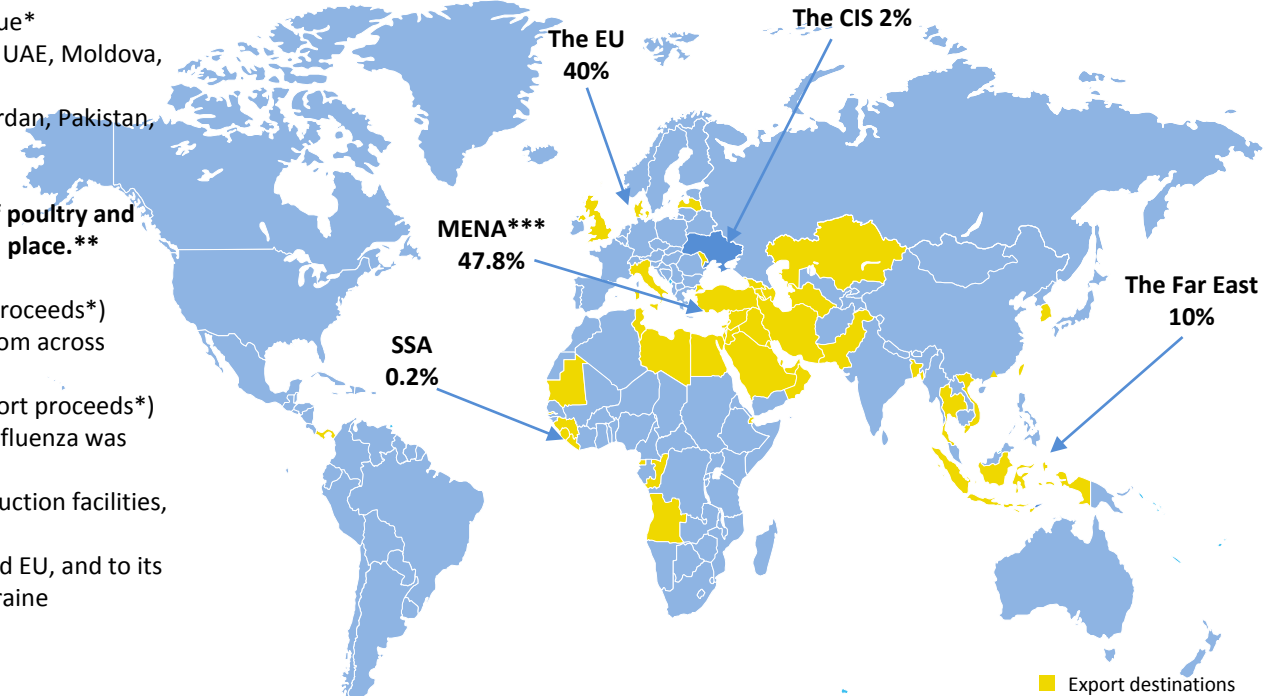 ue*
UAE, Moldova,
rdan, Pakistan,
f poultry and
place.**
roceeds*)
om across
ort proceeds*)
fluenza was
uction facilities,
d EU, and to its
raine
The EU
40%
The CIS 2%
MENA***
47.8%
SSA
0.2%
The Far East
10%
Export destinations